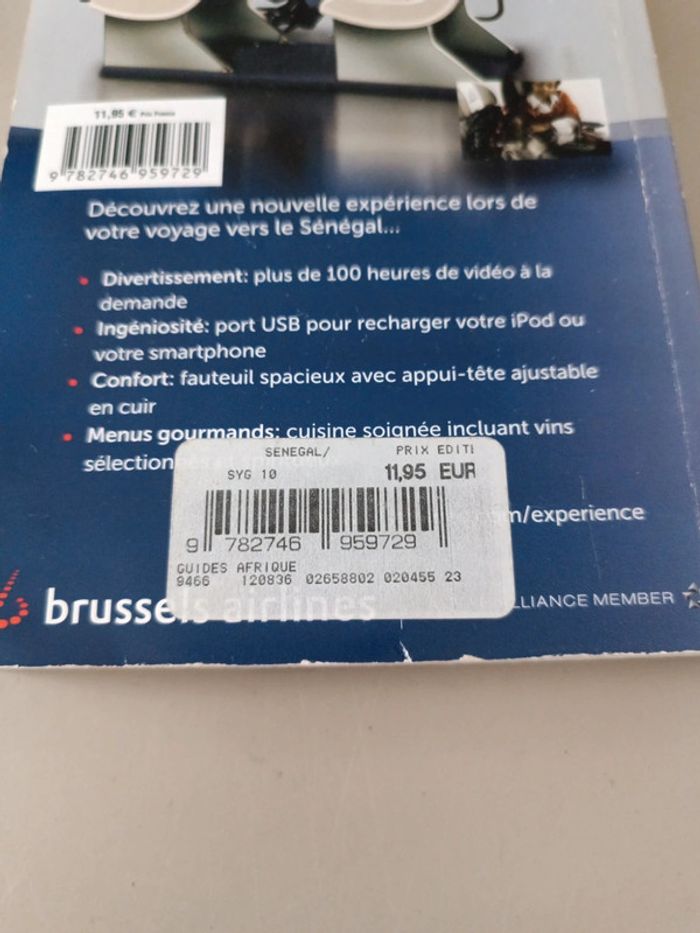 11,95 € Prix France
9 782746 959729
Découvrez une nouvelle expérience lors de
votre voyage vers le Sénégal...
• Divertissement: plus de 100 heures de vidéo à la
demande
• Ingéniosité: port USB pour recharger votre iPod ou
votre smartphone
• Confort: fauteuil spacieux avec appui-tête ajustable
en cuir
• Menus gourmands: cuisine soignée incluant vins
sélection
SENEGAL/ PRIX EDITI
SYG 10 11,95 EUR
m/experience
9 782746 959729
GUIDES AFRIQUE
9466 120836 02658802 020455 23
brussels airlines
LLIANCE MEMBER